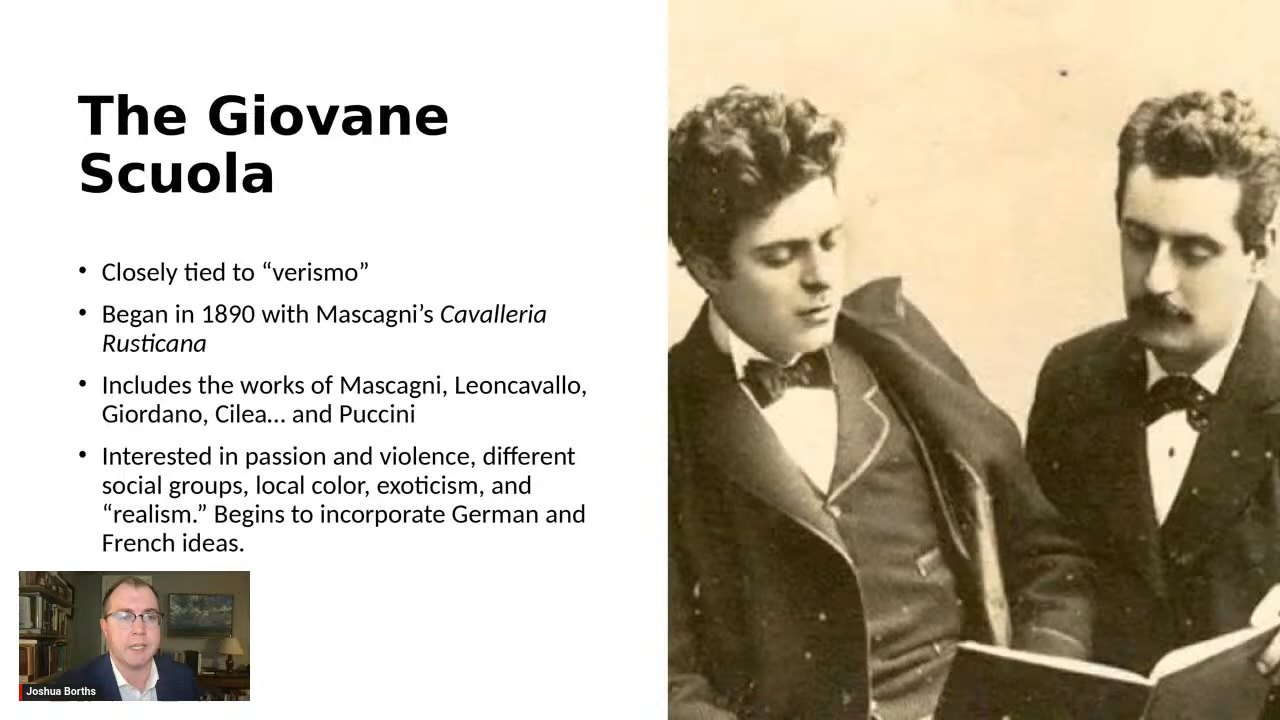 The Giovane
Scuola
• Closely tied to “verismo”
• Began in 1890 with Mascagni’s Cavalleria
Rusticana
• Includes the works of Mascagni, Leoncavallo,
Giordano, Cilea… and Puccini
• Interested in passion and violence, different
social groups, local color, exoticism, and
“realism.” Begins to incorporate German and
French ideas.
Joshua Borths